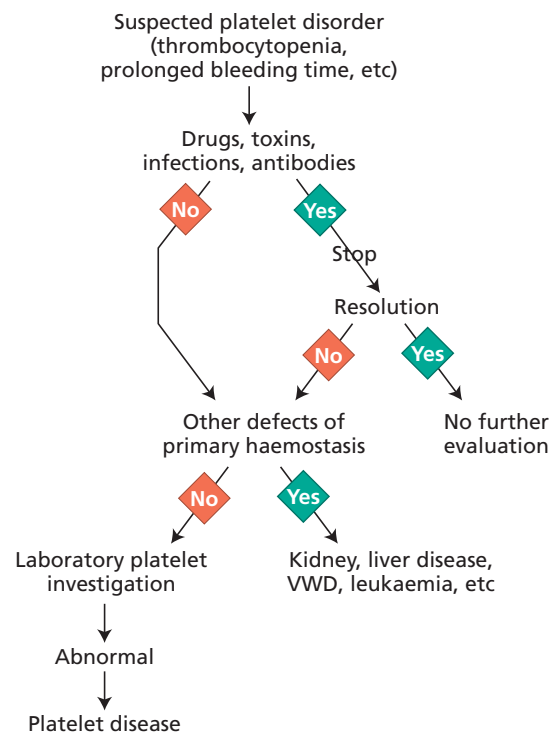 Suspected platelet disorder
(thrombocytopenia,
prolonged bleeding time, etc)
Drugs, toxins,
infections, antibodies
No
Yes
Stop
Resolution
No
Yes
Other defects of
primary haemostasis
No further
evaluation
No
Yes
Laboratory platelet
investigation
Kidney, liver disease,
VWD, leukaemia, etc
Abnormal
Platelet disease